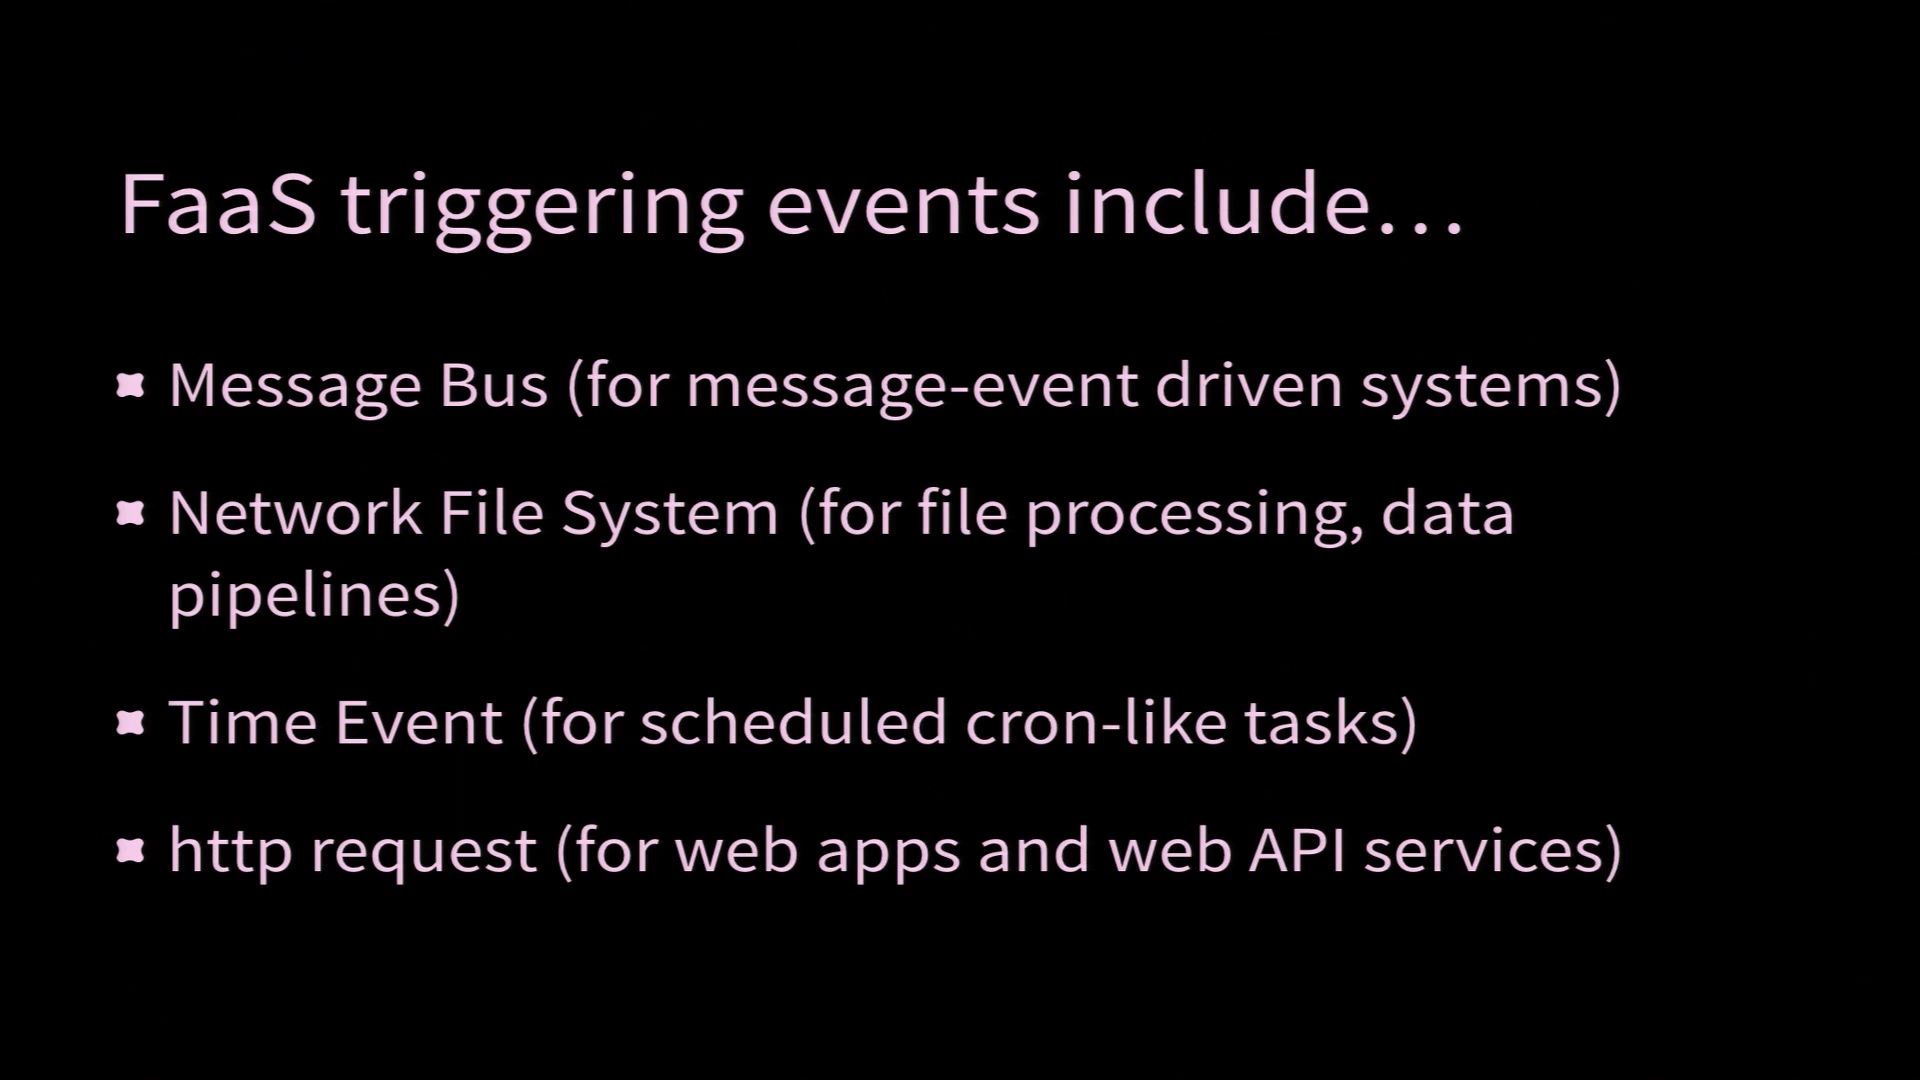 FaaS triggering events include…
Message Bus (for message-event driven systems)
Network File System (for file processing, data
pipelines)
Time Event (for scheduled cron-like tasks)
http request (for web apps and web API services)